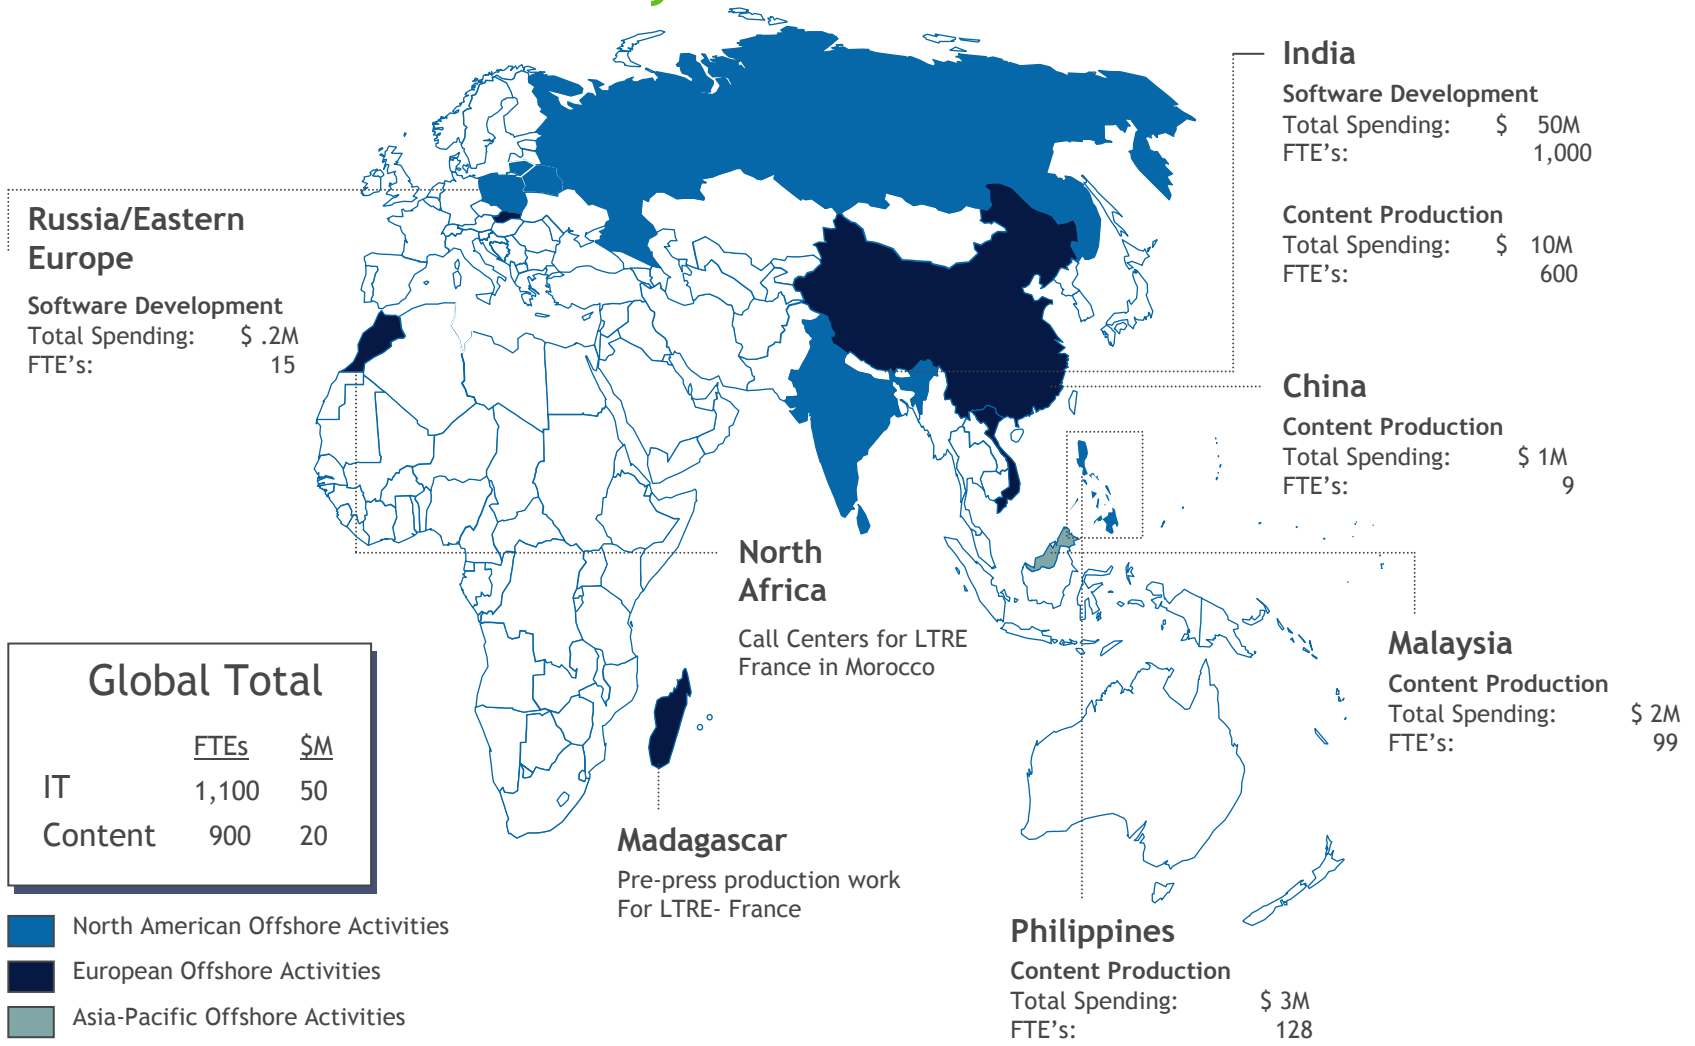 India
Software Development
Total Spending: $ 50M
FTE's: 1,000
Content Production
Total Spending: $ 10M
FTE's: 600
Russia/Eastern
Europe
Software Development
Total Spending: $ .2M
FTE's: 15
China
Content Production
Total Spending: $ 1M
FTE's: 9
North
Africa
Call Centers for LTRE
France in Morocco
Malaysia
Content Production
Total Spending: $ 2M
FTE's: 99
Global Total
FTEs $M
IT 1,100 50
Content 900 20
Madagascar
Pre-press production work
For LTRE- France
Philippines
Content Production
Total Spending: $ 3M
FTE's: 128
North American Offshore Activities
European Offshore Activities
Asia-Pacific Offshore Activities